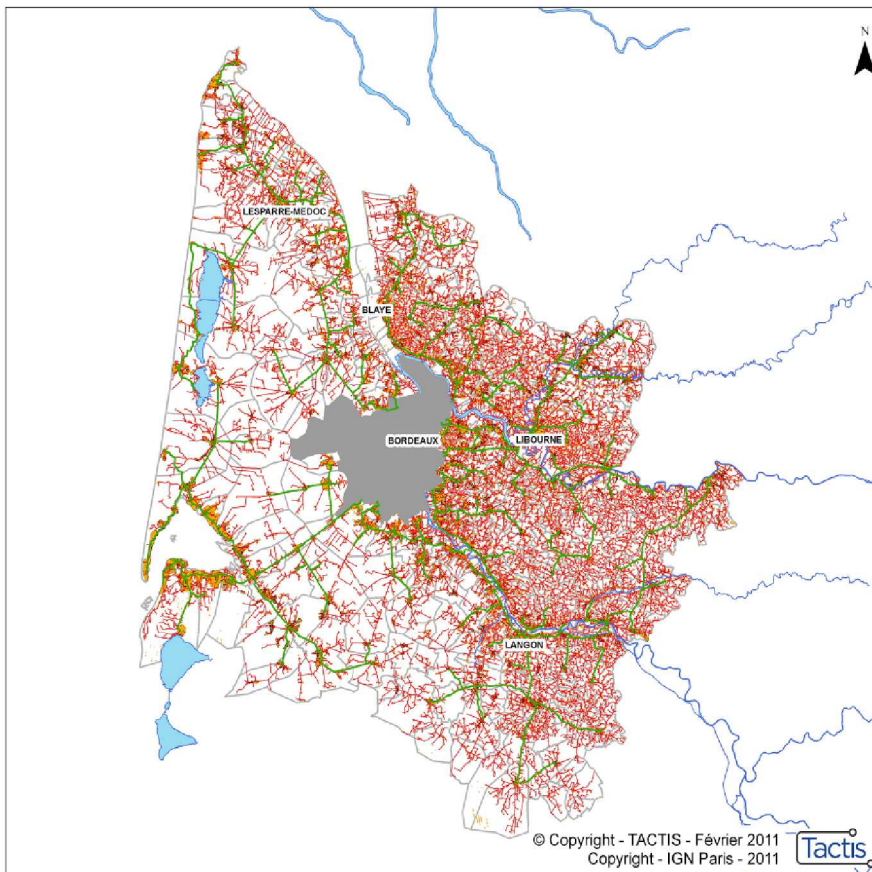 N
LESPARRE-MEDOC
BLAYE
BORDEAUX
LIBOURNE
LANGON
© Copyright - TACTIS - Février 2011
Copyright - IGN Paris - 2011
Tactis